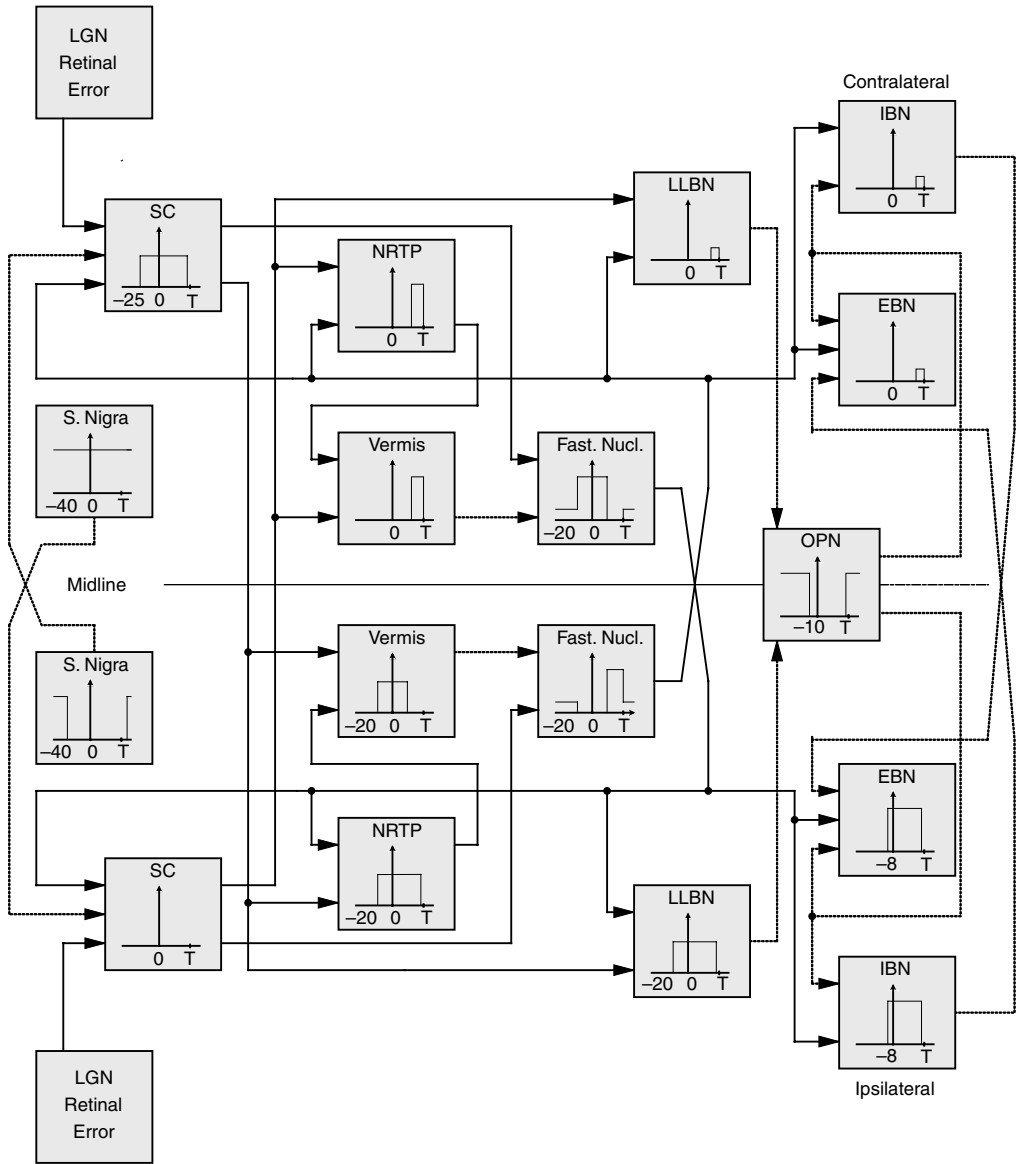 LGN
Retinal
Error
Contralateral
IBN
0 T
LLBN
0 T
SC
–25 0 T
NRTP
0 T
EBN
0 T
S. Nigra
–40 0 T
Vermis
0 T
Fast. Nucl.
–20 0 T
OPN
–10 T
Midline
S. Nigra
–40 0 T
Vermis
–20 0 T
Fast. Nucl.
–20 0 T
EBN
–8 T
NRTP
–20 0 T
SC
0 T
LLBN
–20 0 T
IBN
–8 T
Ipsilateral
LGN
Retinal
Error